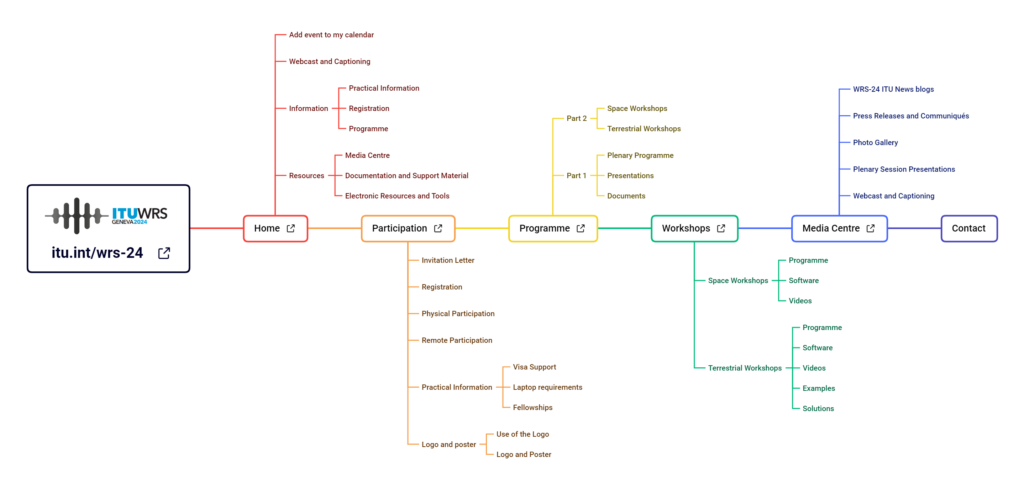 ITUWRS
GENEVA2024
itu.int/wrs-24
Home
Add event to my calendar
Webcast and Captioning
Information
Practical Information
Registration
Programme
Resources
Media Centre
Documentation and Support Material
Electronic Resources and Tools
Participation
Invitation Letter
Registration
Physical Participation
Remote Participation
Practical Information
Visa Support
Laptop requirements
Fellowships
Logo and poster
Use of the Logo
Logo and Poster
Programme
Part 2
Space Workshops
Terrestrial Workshops
Part 1
Plenary Programme
Presentations
Documents
Workshops
Space Workshops
Programme
Software
Videos
Terrestrial Workshops
Programme
Software
Videos
Examples
Solutions
Media Centre
WRS-24 ITU News blogs
Press Releases and Communiqués
Photo Gallery
Plenary Session Presentations
Webcast and Captioning
Contact